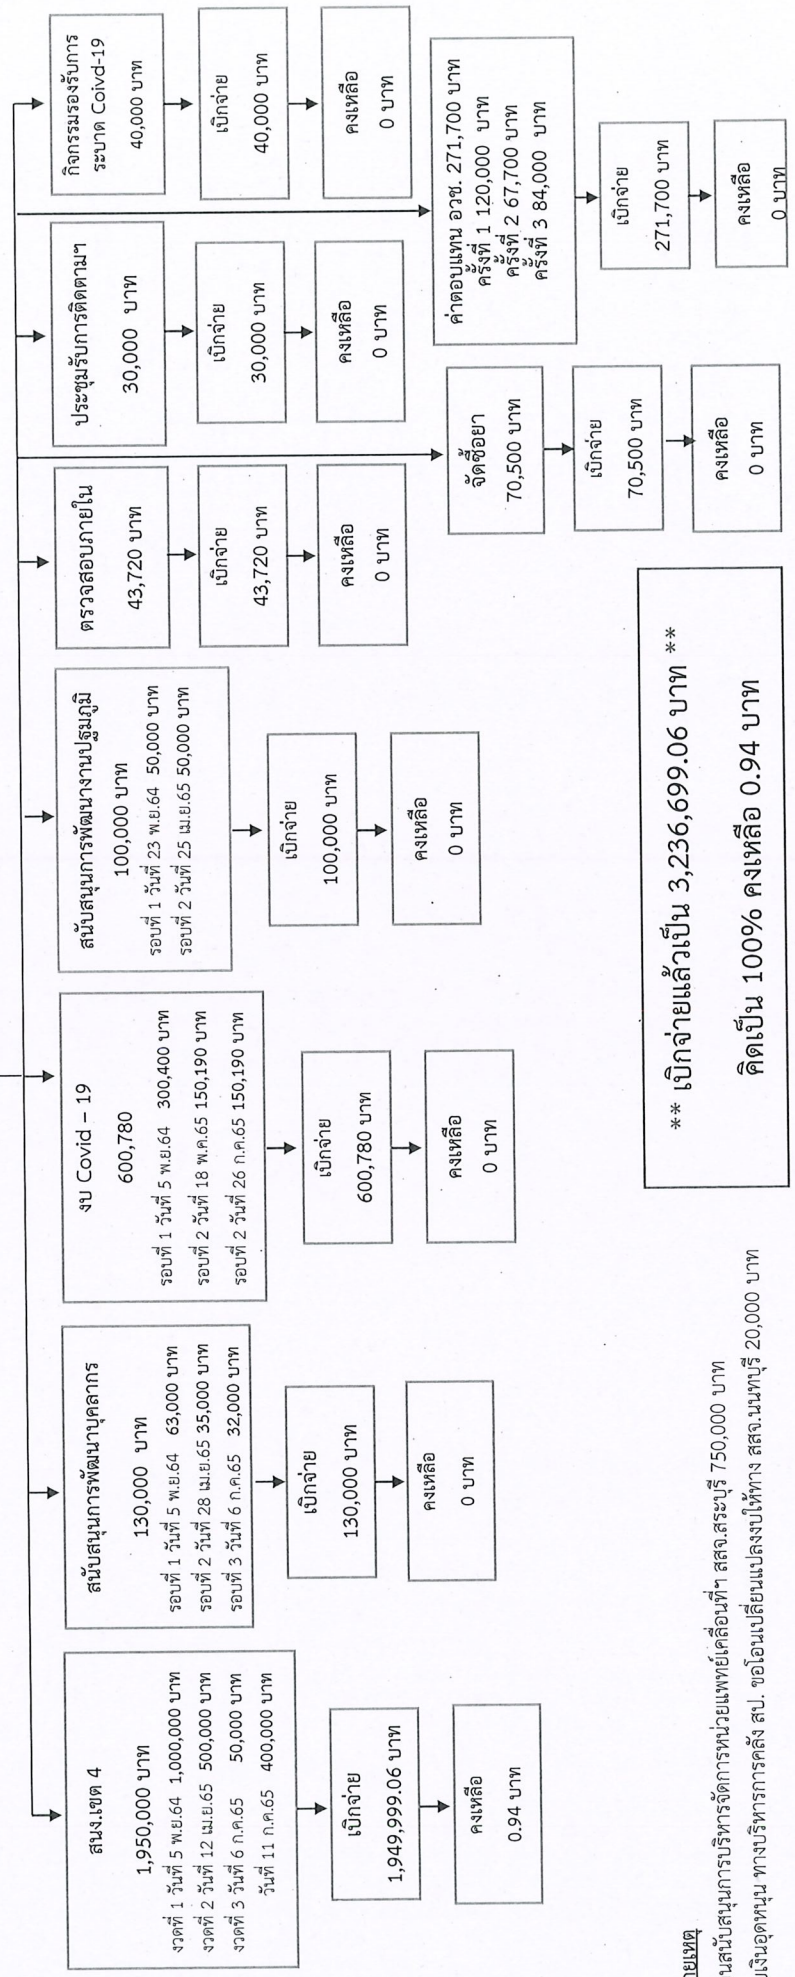 สนง.เขต 4
1,950,000 บาท
งวดที่ 1 วันที่ 5 พ.ย.64 1,000,000 บาท
งวดที่ 2 วันที่ 12 เม.ย.65 500,000 บาท
งวดที่ 3 วันที่ 6 ก.ค.65 50,000 บาท
วันที่ 11 ก.ค.65 400,000 บาท
เบิกจ่าย
1,949,999.06 บาท
คงเหลือ
0.94 บาท
สนับสนุนการพัฒนาบุคลากร
130,000 บาท
รอบที่ 1 วันที่ 5 พ.ย.64 63,000 บาท
รอบที่ 2 วันที่ 28 เม.ย.65 35,000 บาท
รอบที่ 3 วันที่ 6 ก.ค.65 32,000 บาท
เบิกจ่าย
130,000 บาท
คงเหลือ
0 บาท
งบ Covid – 19
600,780
รอบที่ 1 วันที่ 5 พ.ย.64 300,400 บาท
รอบที่ 2 วันที่ 18 พ.ค.65 150,190 บาท
รอบที่ 2 วันที่ 26 ก.ค.65 150,190 บาท
เบิกจ่าย
600,780 บาท
คงเหลือ
0 บาท
สนับสนุนการพัฒนางานปฐมภูมิ
100,000 บาท
รอบที่ 1 วันที่ 23 พ.ย.64 50,000 บาท
รอบที่ 2 วันที่ 25 เม.ย.65 50,000 บาท
เบิกจ่าย
100,000 บาท
คงเหลือ
0 บาท
ตรวจสอบภายใน
43,720 บาท
เบิกจ่าย
43,720 บาท
คงเหลือ
0 บาท
ประชุมรับการติดตามฯ
30,000 บาท
เบิกจ่าย
30,000 บาท
คงเหลือ
0 บาท
กิจกรรมรองรับการ
ระบาด Coivd-19
40,000 บาท
เบิกจ่าย
40,000 บาท
คงเหลือ
0 บาท
จัดซื้อยา
70,500 บาท
เบิกจ่าย
70,500 บาท
คงเหลือ
0 บาท
ค่าตอบแทน อวช. 271,700 บาท
ครั้งที่ 1 120,000 บาท
ครั้งที่ 2 67,700 บาท
ครั้งที่ 3 84,000 บาท
เบิกจ่าย
271,700 บาท
คงเหลือ
0 บาท
** เบิกจ่ายแล้วเป็น 3,236,699.06 บาท **
คิดเป็น 100% คงเหลือ 0.94 บาท
ายเหตุ
นสนับสนุนการบริหารจัดการหน่วยแพทย์เคลื่อนที่ฯ สสจ.สระบุรี 750,000 บาท
เงินอุดหนุน ทางบริหารการคลัง สป. ขอโอนเปลี่ยนแปลงงบให้ทาง สสจ.นนทบุรี 20,000 บาท